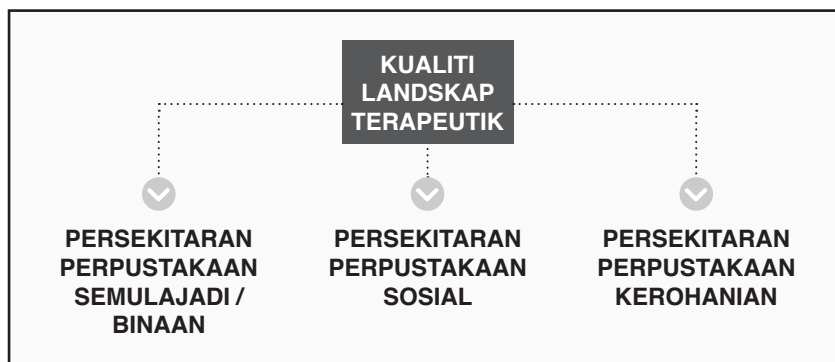 KUALITI
LANDSKAP
TERAPEUTIK
PERSEKITARAN
PERPUSTAKAAN
SEMULAJADI /
BINAAN
PERSEKITARAN
PERPUSTAKAAN
SOSIAL
PERSEKITARAN
PERPUSTAKAAN
KEROHANIAN